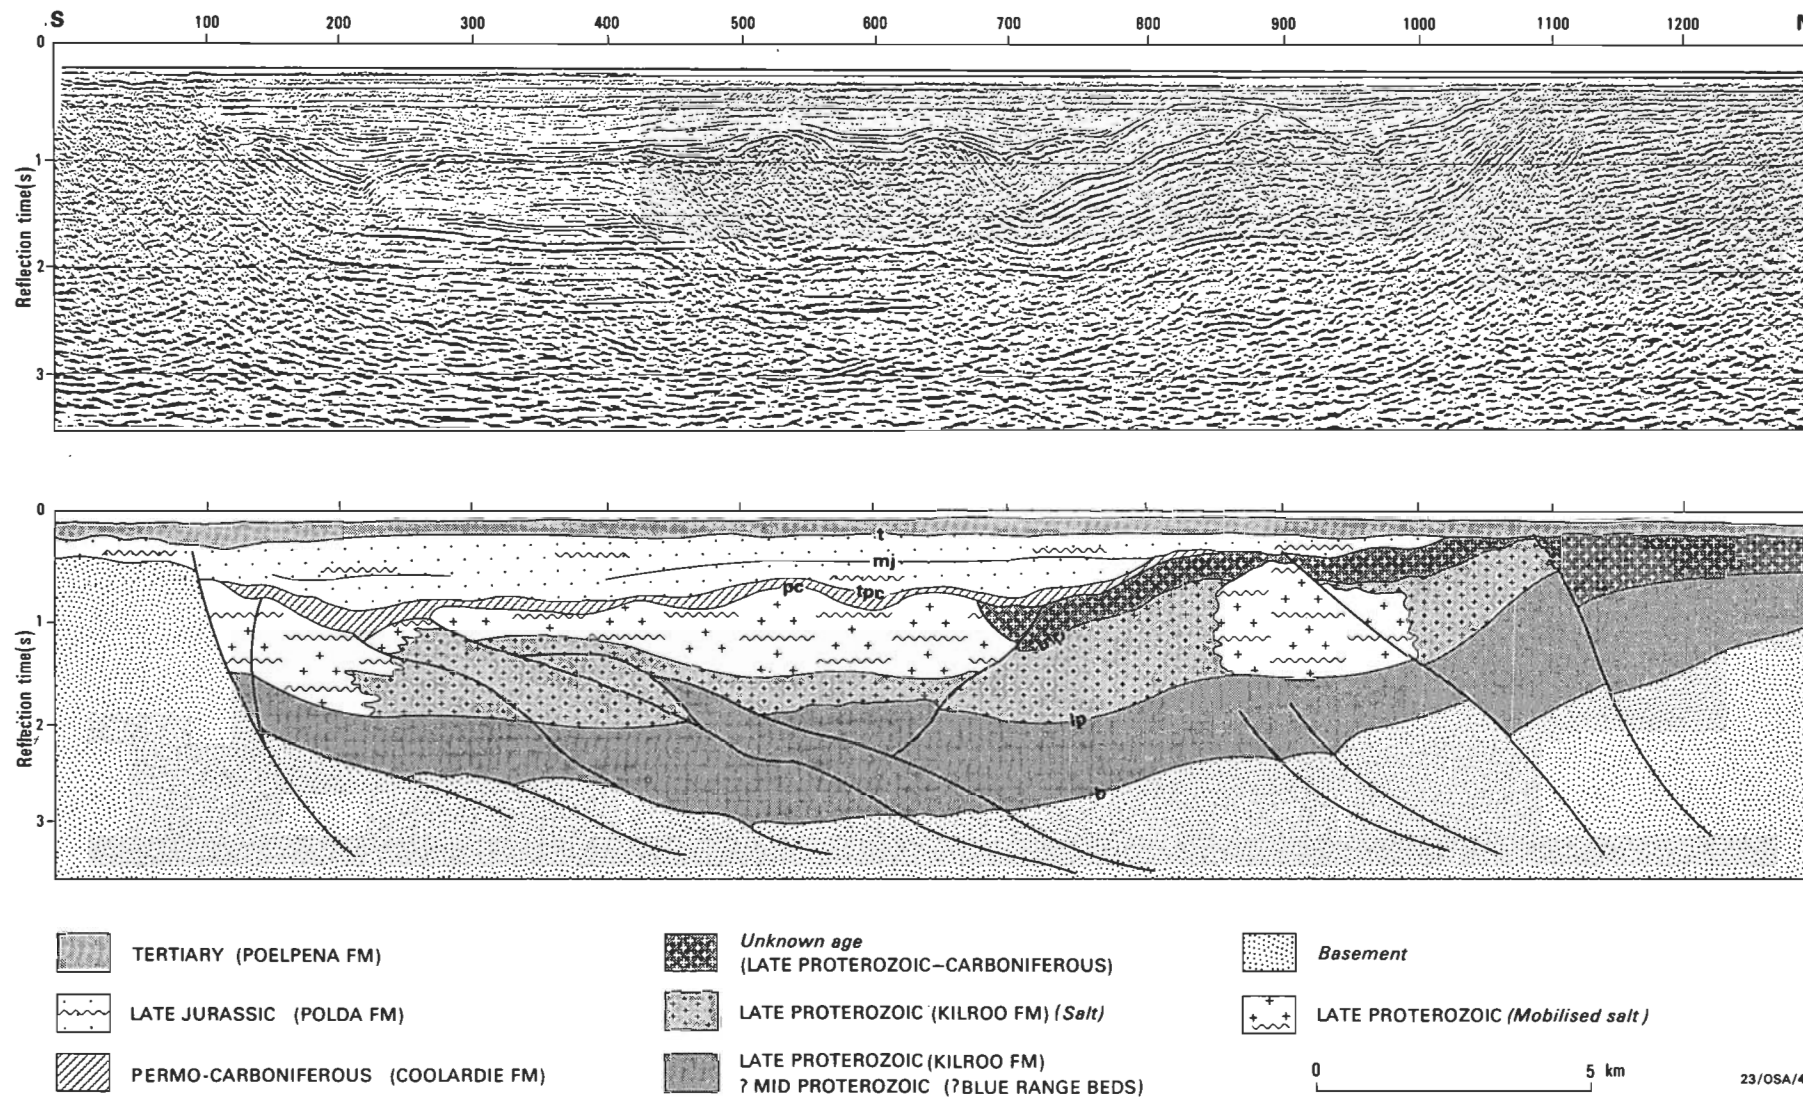 S 100 200 300 400 500 600 700 800 900 1000 1100 1200
0
1
2
3
Reflection time(s)
0
t
mj
pc
tpc
1
2
lp
b
3
Reflection time(s)
TERTIARY (POELPENA FM)
LATE JURASSIC (POLDA FM)
PERMO-CARBONIFEROUS (COOLARDIE FM)
Unknown age
(LATE PROTEROZOIC–CARBONIFEROUS)
LATE PROTEROZOIC (KILROO FM) (Salt)
LATE PROTEROZOIC (KILROO FM)
? MID PROTEROZOIC (?BLUE RANGE BEDS)
Basement
LATE PROTEROZOIC (Mobilised salt)
0 5 km
23/OSA/4